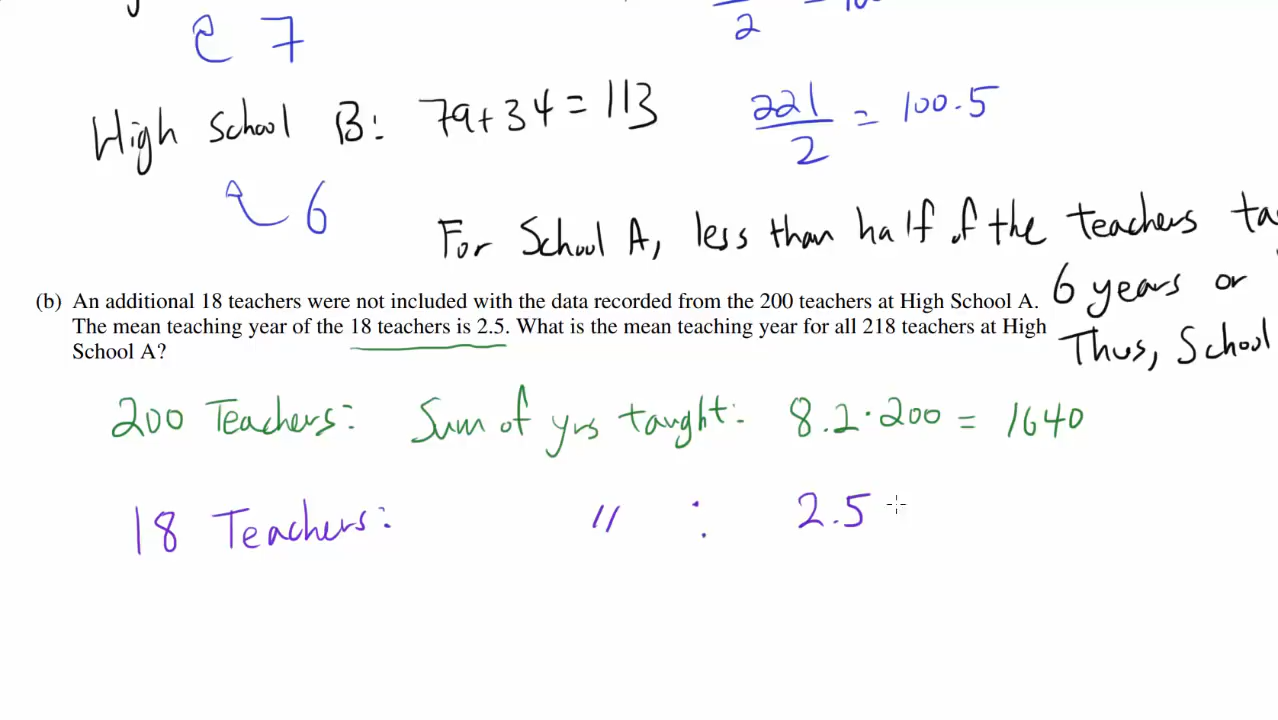 2
7
High School B: 79+34=113
221
2
= 100.5
6
For School A, less than half of the teachers
6 years or
(b) An additional 18 teachers were not included with the data recorded from the 200 teachers at High School A.
The mean teaching year of the 18 teachers is 2.5. What is the mean teaching year for all 218 teachers at High
School A?
Thus, School
200 Teachers: Sum of yrs taught: 8.2·200 = 1640
18 Teachers: " : 2.5